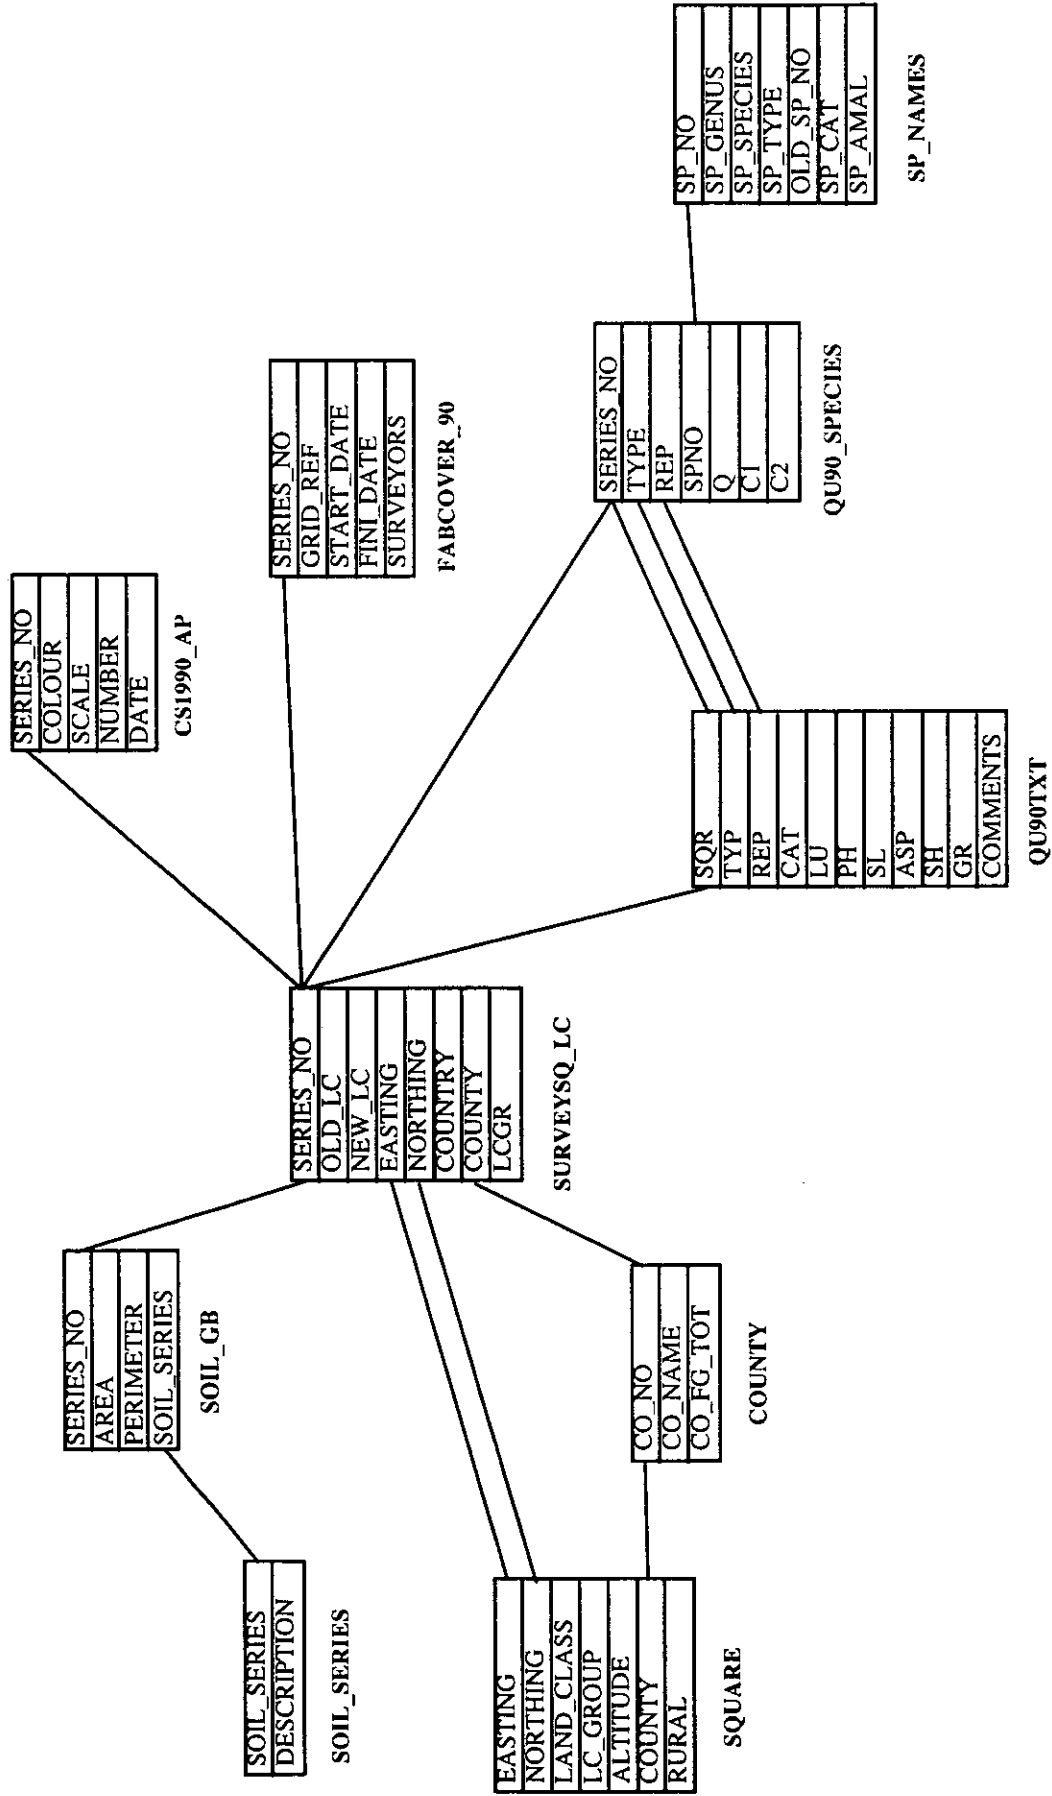 SOIL_SERIES
DESCRIPTION
SOIL_SERIES
EASTING
NORTHING
LAND_CLASS
LC_GROUP
ALTITUDE
COUNTY
RURAL
SQUARE
SERIES_NO
AREA
PERIMETER
SOIL_SERIES
SOIL_GB
CO_NO
CO_NAME
CO_FG_TOT
COUNTY
SERIES_NO
OLD_LC
NEW_LC
EASTING
NORTHING
COUNTRY
COUNTY
LCGR
SURVEYSQ_LC
SERIES_NO
COLOUR
SCALE
NUMBER
DATE
CS1990_AP
SERIES_NO
GRID_REF
START_DATE
FINI_DATE
SURVEYORS
FABCOVER_90
SQR
TYP
REP
CAT
LU
PH
SL
ASP
SH
GR
COMMENTS
QU90TXT
SERIES_NO
TYPE
REP
SPNO
Q
C1
C2
QU90_SPECIES
SP_NO
SP_GENUS
SP_SPECIES
SP_TYPE
OLD_SP_NO
SP_CAT
SP_AMAL
SP_NAMES